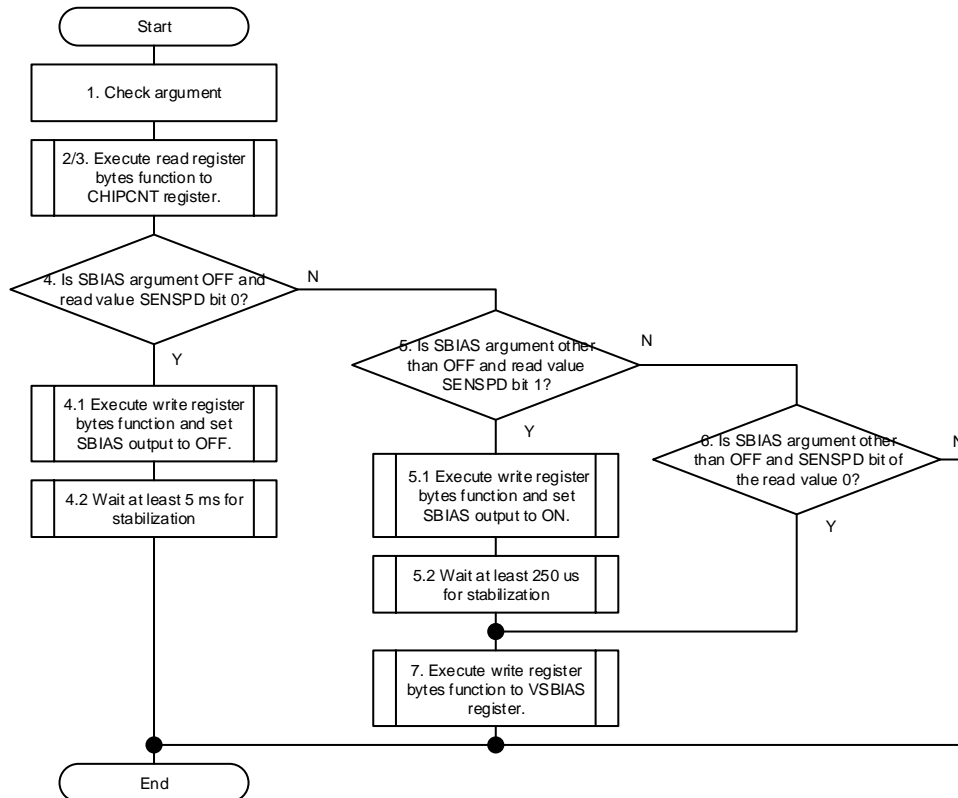 Start
1. Check argument
2/3. Execute read register
bytes function to
CHIPCNT register.
4. Is SBIAS argument OFF and
read value SENSPD bit 0?
N
Y
5. Is SBIAS argument other
than OFF and read value
SENSPD bit 1?
N
Y
6. Is SBIAS argument other
than OFF and SENSPD bit of
the read value 0?
N
Y
4.1 Execute write register
bytes function and set
SBIAS output to OFF.
4.2 Wait at least 5 ms for
stabilization
5.1 Execute write register
bytes function and set
SBIAS output to ON.
5.2 Wait at least 250 us
for stabilization
7. Execute write register
bytes function to VSBIAS
register.
End